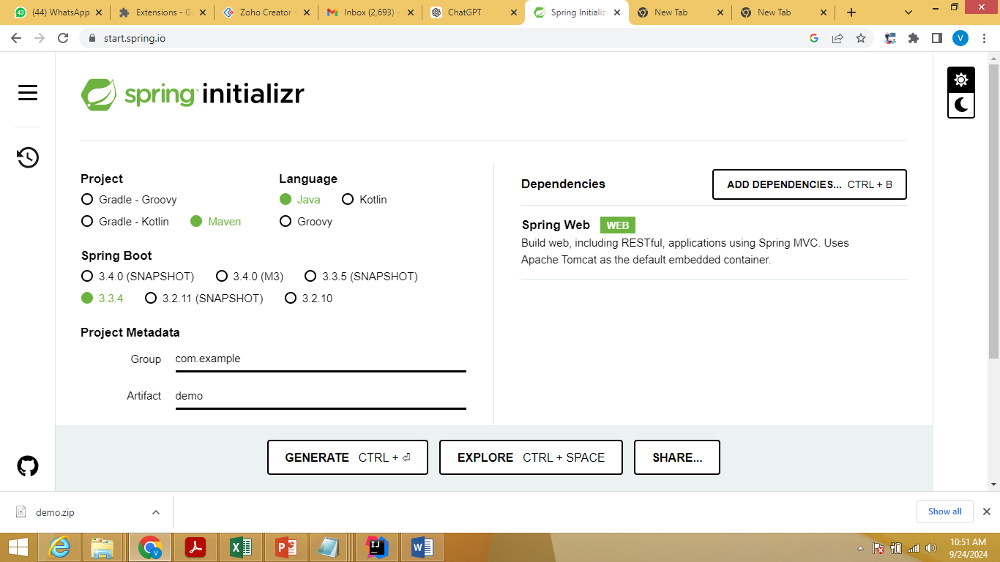 43 (44) WhatsApp
Extensions - G
Zoho Creator -
Inbox (2,693) -
ChatGPT
Spring Initializr
New Tab
New Tab
start.spring.io
V
spring initializr
Project
Language
Gradle - Groovy
Java
Kotlin
Gradle - Kotlin
Maven
Groovy
Spring Boot
3.4.0 (SNAPSHOT)
3.4.0 (M3)
3.3.5 (SNAPSHOT)
3.3.4
3.2.11 (SNAPSHOT)
3.2.10
Project Metadata
Group com.example
Artifact demo
Dependencies
ADD DEPENDENCIES... CTRL + B
Spring Web WEB
Build web, including RESTful, applications using Spring MVC. Uses
Apache Tomcat as the default embedded container.
GENERATE CTRL + ⏎
EXPLORE CTRL + SPACE
SHARE...
demo.zip
Show all
10:51 AM
9/24/2024